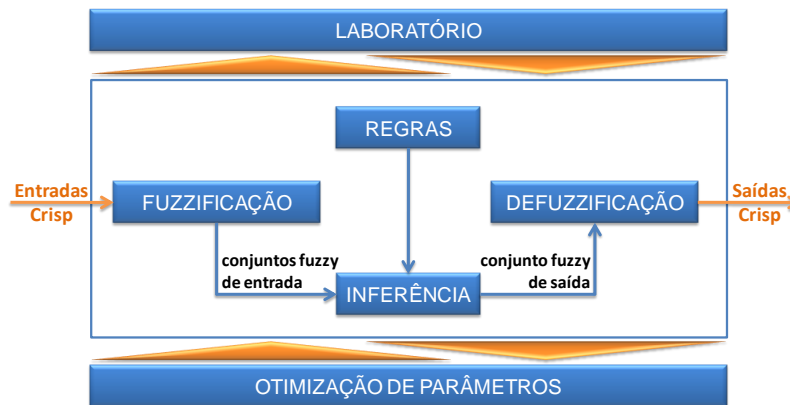 LABORATÓRIO
REGRAS
Entradas
Crisp
FUZZIFICAÇÃO
DEFUZZIFICAÇÃO
Saídas
Crisp
conjuntos fuzzy
de entrada
conjunto fuzzy
de saída
INFERÊNCIA
OTIMIZAÇÃO DE PARÂMETROS